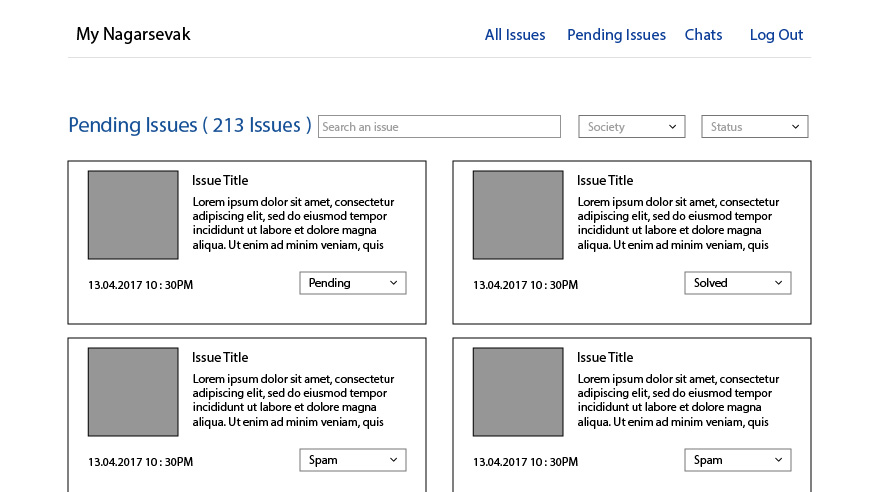 My Nagarsevak All Issues Pending Issues Chats Log Out
Pending Issues ( 213 Issues ) Search an issue Society Status
Issue Title
Lorem ipsum dolor sit amet, consectetur
adipiscing elit, sed do eiusmod tempor
incididunt ut labore et dolore magna
aliqua. Ut enim ad minim veniam, quis
13.04.2017 10 : 30PM Pending
Issue Title
Lorem ipsum dolor sit amet, consectetur
adipiscing elit, sed do eiusmod tempor
incididunt ut labore et dolore magna
aliqua. Ut enim ad minim veniam, quis
13.04.2017 10 : 30PM Solved
Issue Title
Lorem ipsum dolor sit amet, consectetur
adipiscing elit, sed do eiusmod tempor
incididunt ut labore et dolore magna
aliqua. Ut enim ad minim veniam, quis
13.04.2017 10 : 30PM Spam
Issue Title
Lorem ipsum dolor sit amet, consectetur
adipiscing elit, sed do eiusmod tempor
incididunt ut labore et dolore magna
aliqua. Ut enim ad minim veniam, quis
13.04.2017 10 : 30PM Spam